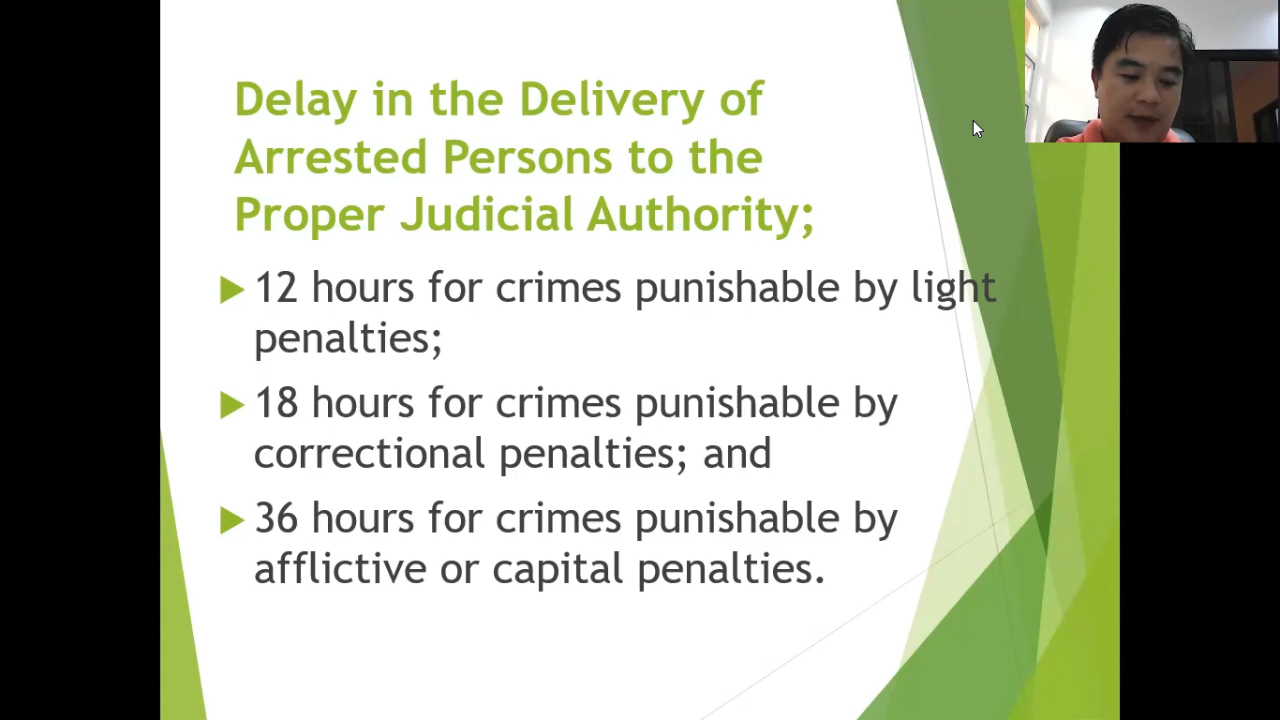 Delay in the Delivery of
Arrested Persons to the
Proper Judicial Authority;
12 hours for crimes punishable by light
penalties;
18 hours for crimes punishable by
correctional penalties; and
36 hours for crimes punishable by
afflictive or capital penalties.